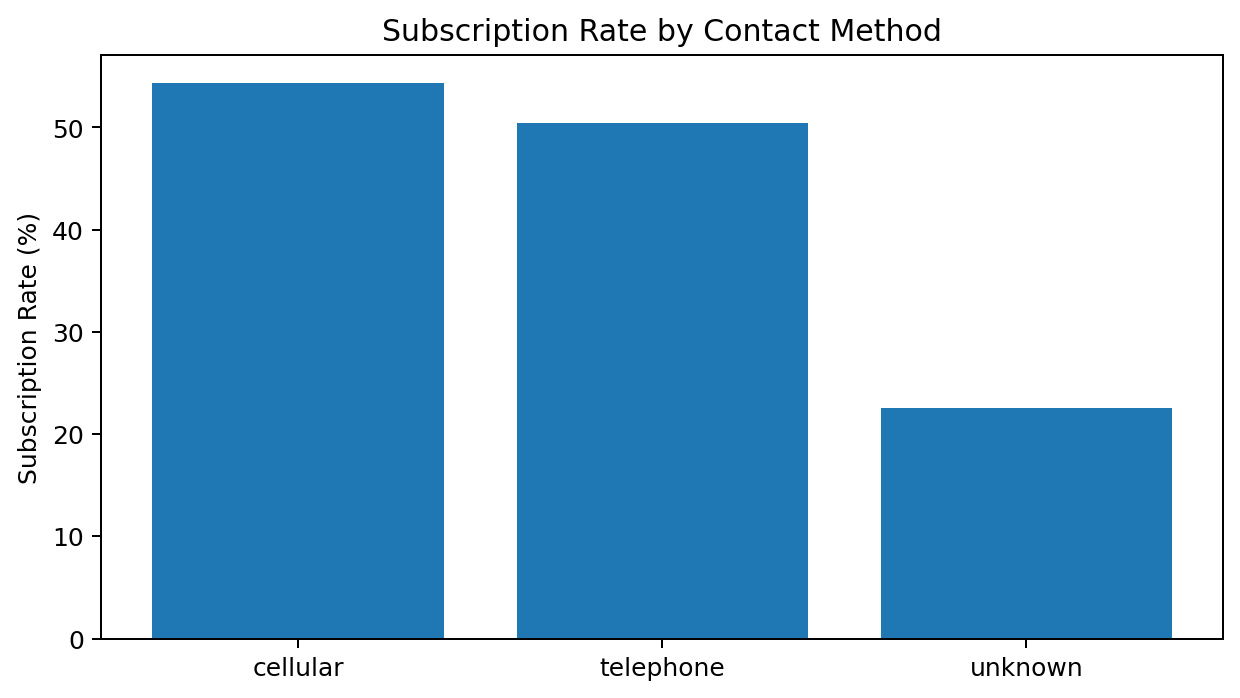 Subscription Rate by Contact Method
Subscription Rate (%)
50
40
30
20
10
0
cellular telephone unknown